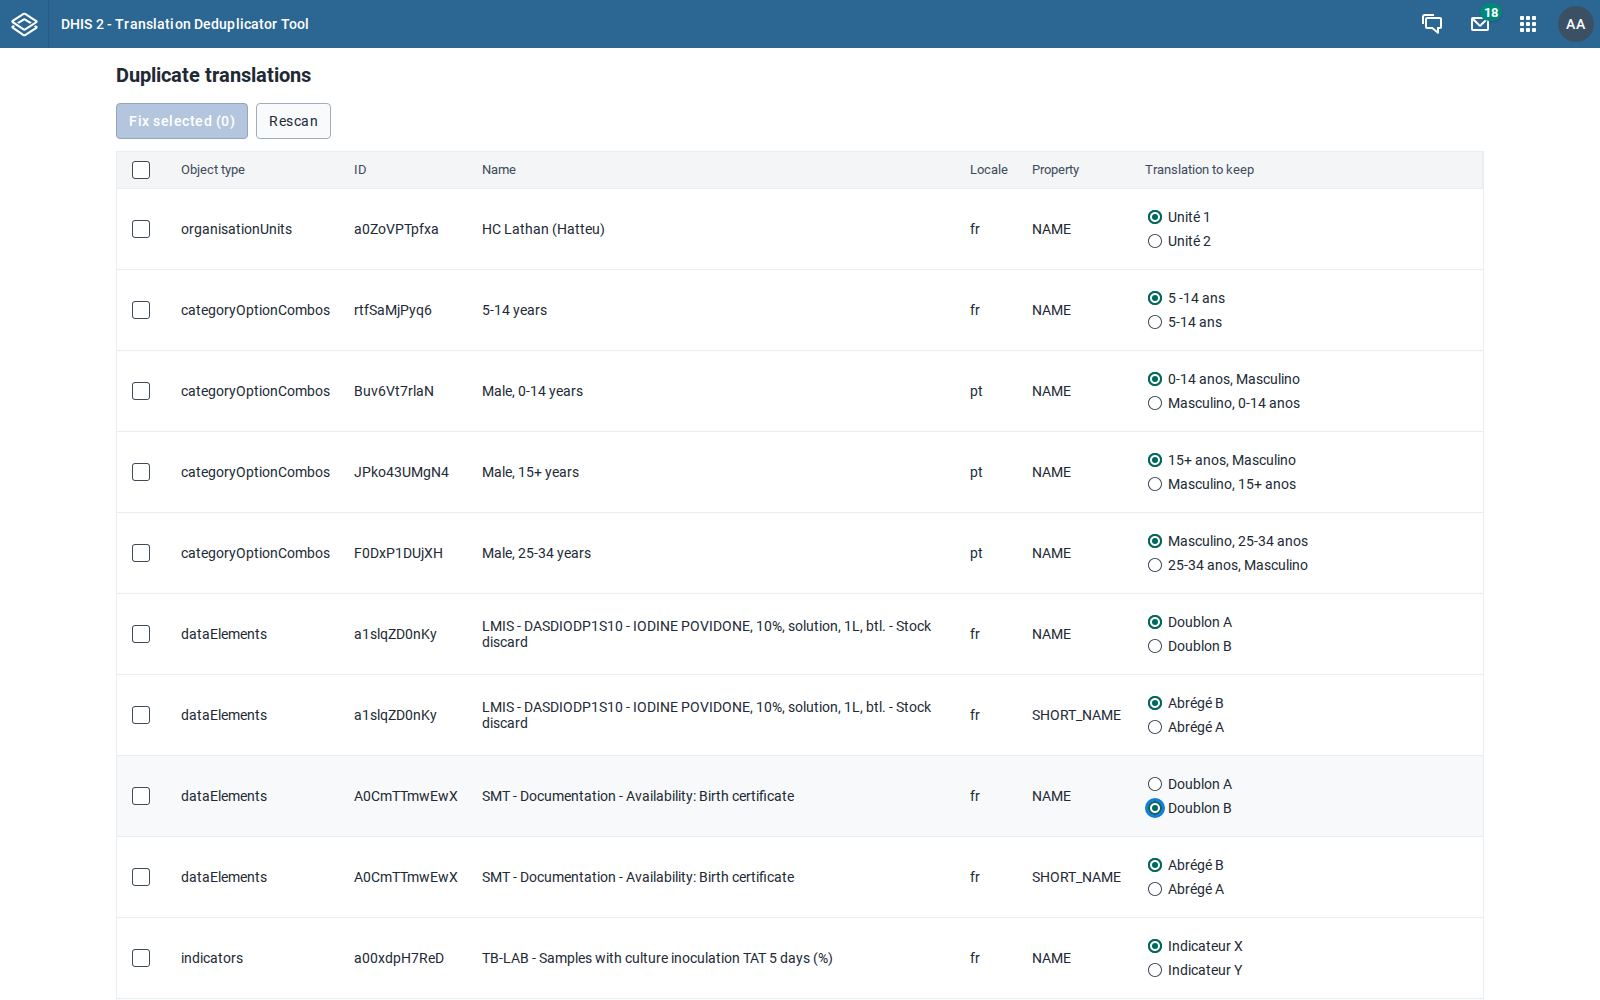 DHIS 2 - Translation Deduplicator Tool
18
AA
Duplicate translations
Fix selected (0)
Rescan
Object type ID Name Locale Property Translation to keep
organisationUnits a0ZoVPTpfxa HC Lathan (Hatteu) fr NAME
Unité 1
Unité 2
categoryOptionCombos rtfSaMjPyq6 5-14 years fr NAME
5 -14 ans
5-14 ans
categoryOptionCombos Buv6Vt7rlaN Male, 0-14 years pt NAME
0-14 anos, Masculino
Masculino, 0-14 anos
categoryOptionCombos JPko43UMgN4 Male, 15+ years pt NAME
15+ anos, Masculino
Masculino, 15+ anos
categoryOptionCombos F0DxP1DUjXH Male, 25-34 years pt NAME
Masculino, 25-34 anos
25-34 anos, Masculino
dataElements a1slqZD0nKy LMIS - DASDIODP1S10 - IODINE POVIDONE, 10%, solution, 1L, btl. - Stock
discard fr NAME
Doublon A
Doublon B
dataElements a1slqZD0nKy LMIS - DASDIODP1S10 - IODINE POVIDONE, 10%, solution, 1L, btl. - Stock
discard fr SHORT_NAME
Abrégé B
Abrégé A
dataElements A0CmTTmwEwX SMT - Documentation - Availability: Birth certificate fr NAME
Doublon A
Doublon B
dataElements A0CmTTmwEwX SMT - Documentation - Availability: Birth certificate fr SHORT_NAME
Abrégé B
Abrégé A
indicators a00xdpH7ReD TB-LAB - Samples with culture inoculation TAT 5 days (%) fr NAME
Indicateur X
Indicateur Y